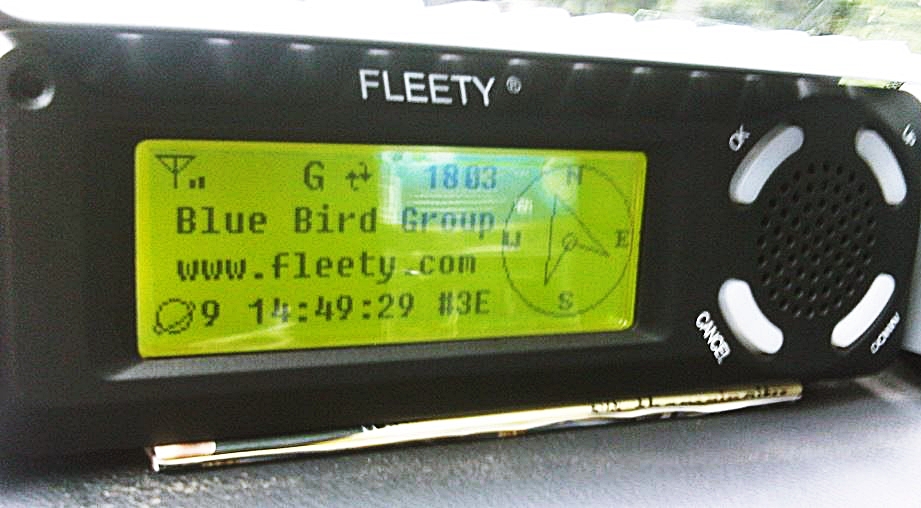 FLEETY ®
OK
G 1803
Blue Bird Group
www.fleety.com
9 14:49:29 #3E
N
W
E
S
CANCEL